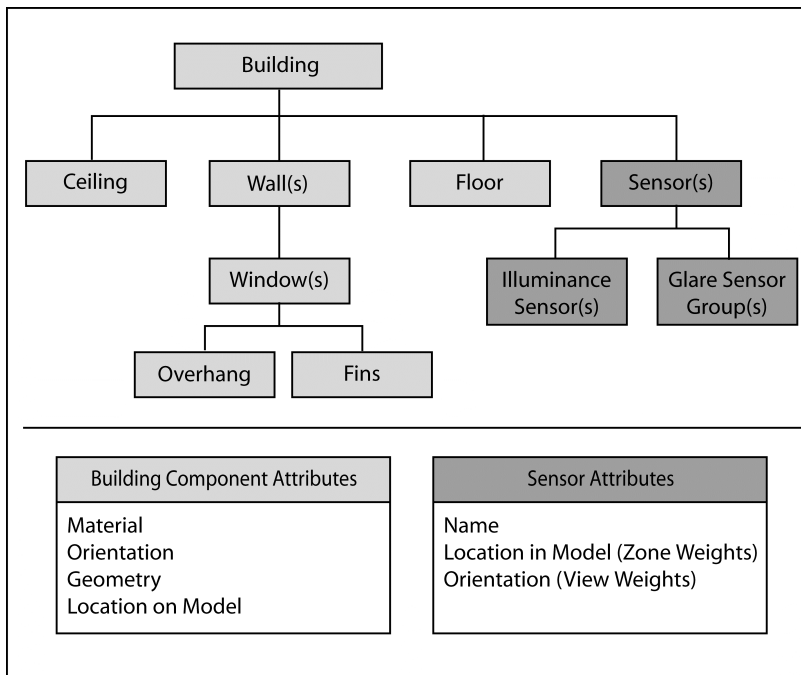 Building
Ceiling
Wall(s)
Floor
Sensor(s)
Window(s)
Illuminance
Sensor(s)
Glare Sensor
Group(s)
Overhang
Fins
Building Component Attributes
Material
Orientation
Geometry
Location on Model
Sensor Attributes
Name
Location in Model (Zone Weights)
Orientation (View Weights)